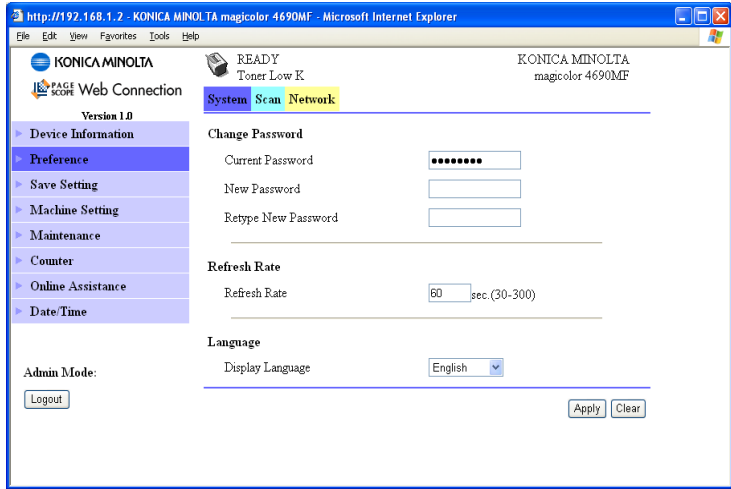 http://192.168.1.2 - KONICA MINOLTA magicolor 4690MF - Microsoft Internet Explorer
File Edit View Favorites Tools Help
KONICA MINOLTA
PAGE SCOPE Web Connection
Version 1.0
READY
Toner Low K
KONICA MINOLTA
magicolor 4690MF
System Scan Network
Device Information
Preference
Save Setting
Machine Setting
Maintenance
Counter
Online Assistance
Date/Time
Admin Mode:
Logout
Change Password
Current Password ●●●●●●●●
New Password
Retype New Password
Refresh Rate
Refresh Rate 60 sec.(30-300)
Language
Display Language English
Apply Clear